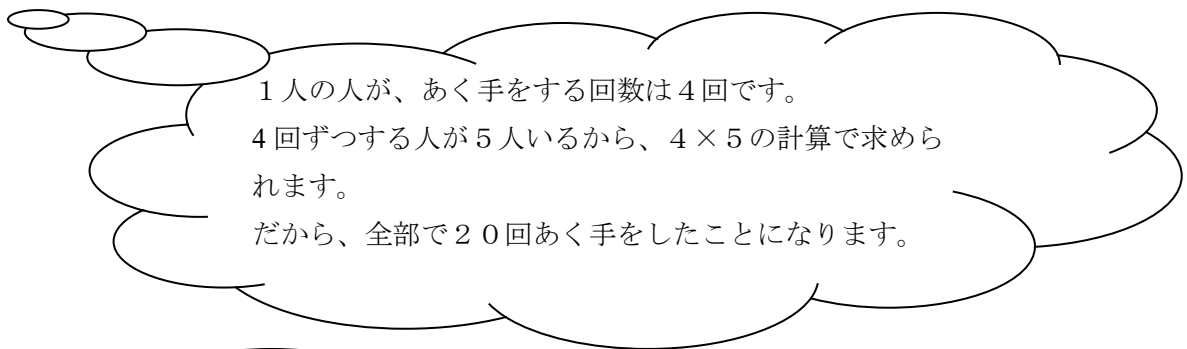 １人の人が、あく手をする回数は４回です。
4 回ずつする人が５人いるから、４×５の計算で求めら
れます。
だから、全部で２０回あく手をしたことになります。